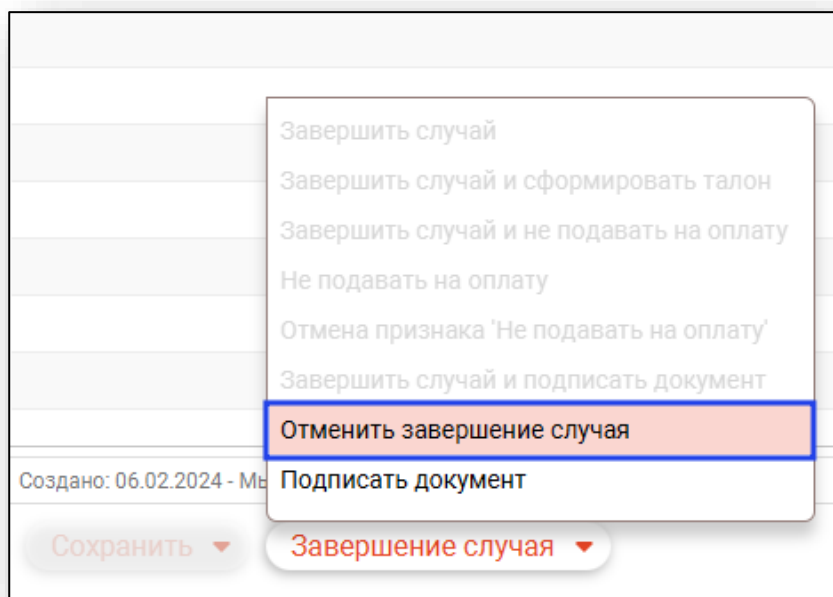 Завершить случай
Завершить случай и сформировать талон
Завершить случай и не подавать на оплату
Не подавать на оплату
Отмена признака 'Не подавать на оплату'
Завершить случай и подписать документ
Отменить завершение случая
Подписать документ
Создано: 06.02.2024 -
Сохранить
Завершение случая